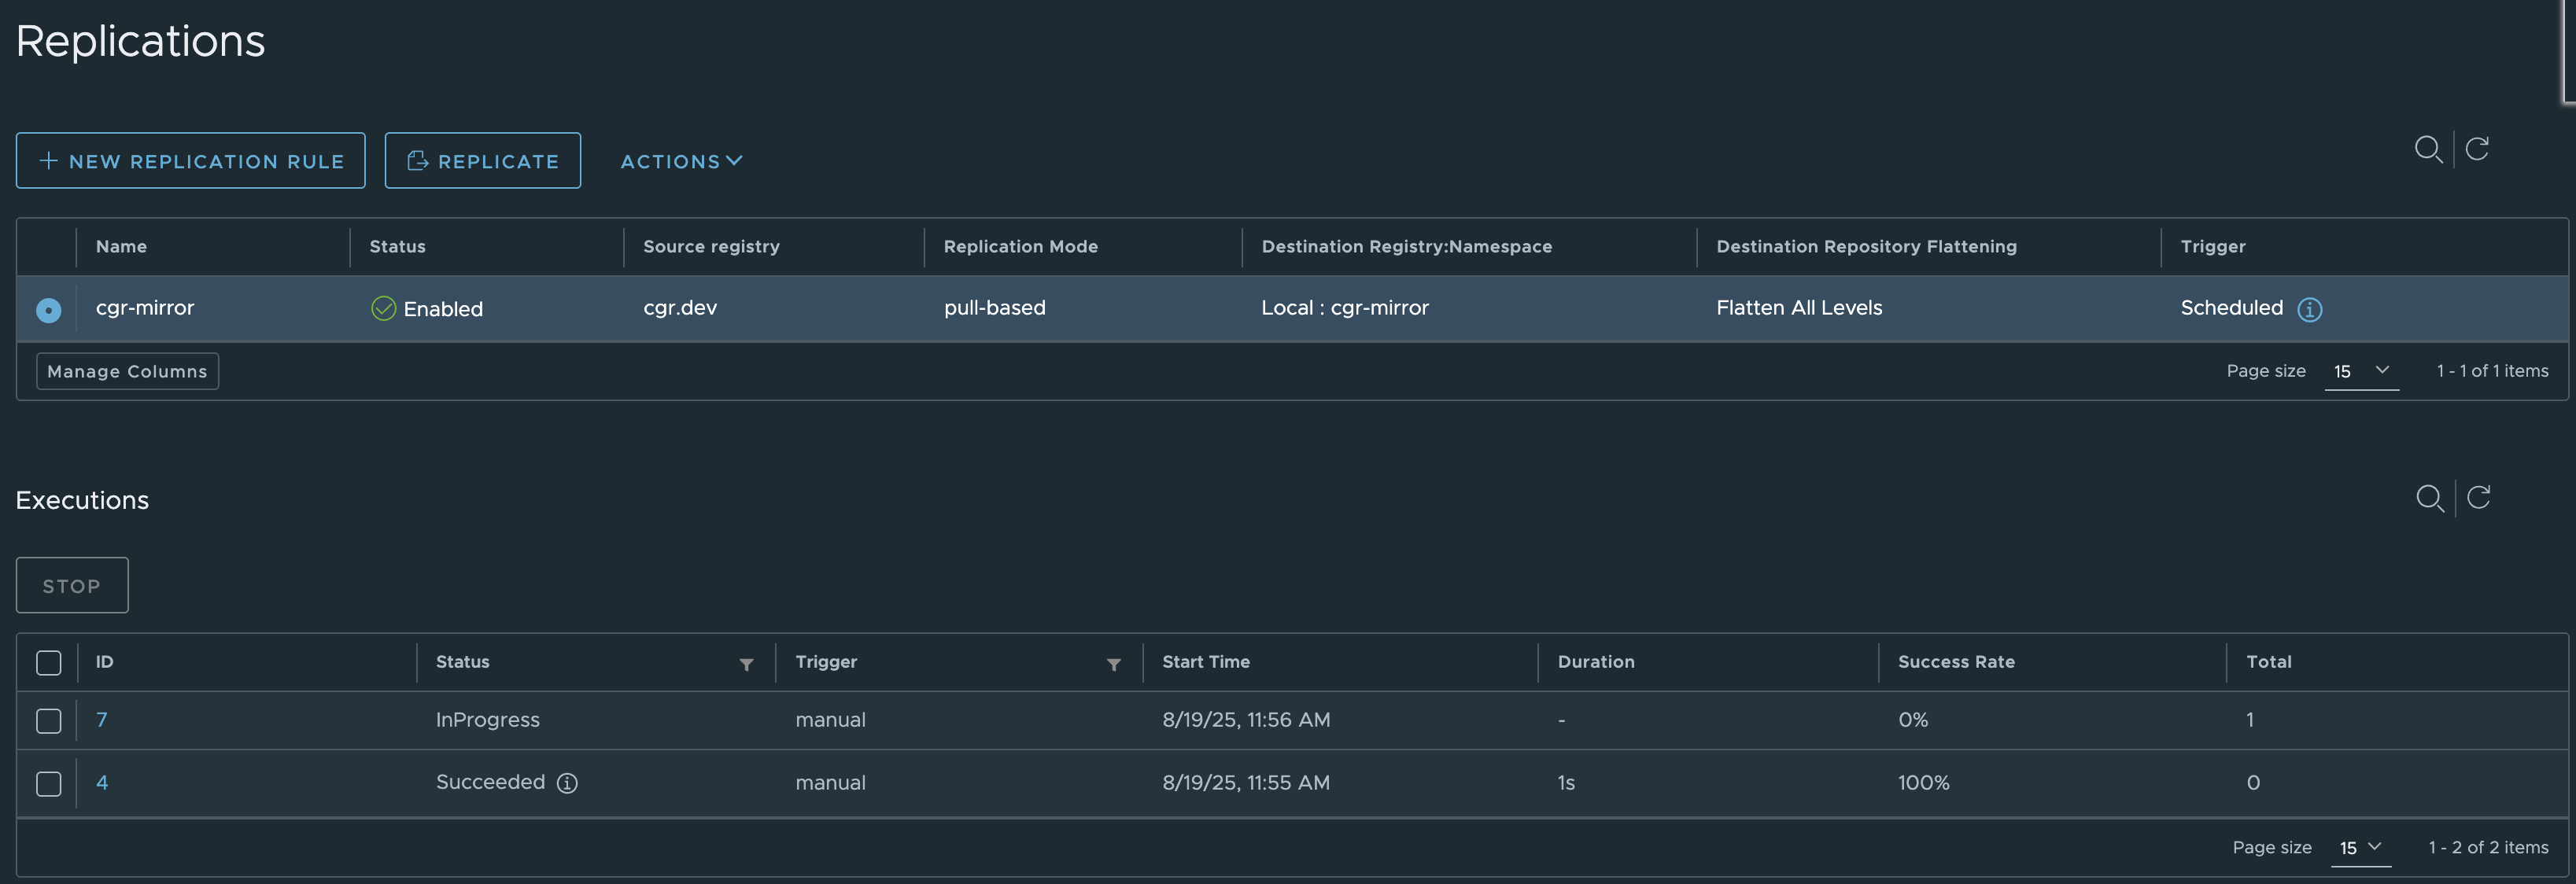 Replications
NEW REPLICATION RULE REPLICATE ACTIONS
Name Status Source registry Replication Mode Destination Registry:Namespace Destination Repository Flattening Trigger
cgr-mirror Enabled cgr.dev pull-based Local : cgr-mirror Flatten All Levels Scheduled
Manage Columns Page size 15 1 - 1 of 1 items
Executions
STOP
ID Status Trigger Start Time Duration Success Rate Total
7 InProgress manual 8/19/25, 11:56 AM - 0% 1
4 Succeeded manual 8/19/25, 11:55 AM 1s 100% 0
Page size 15 1 - 2 of 2 items